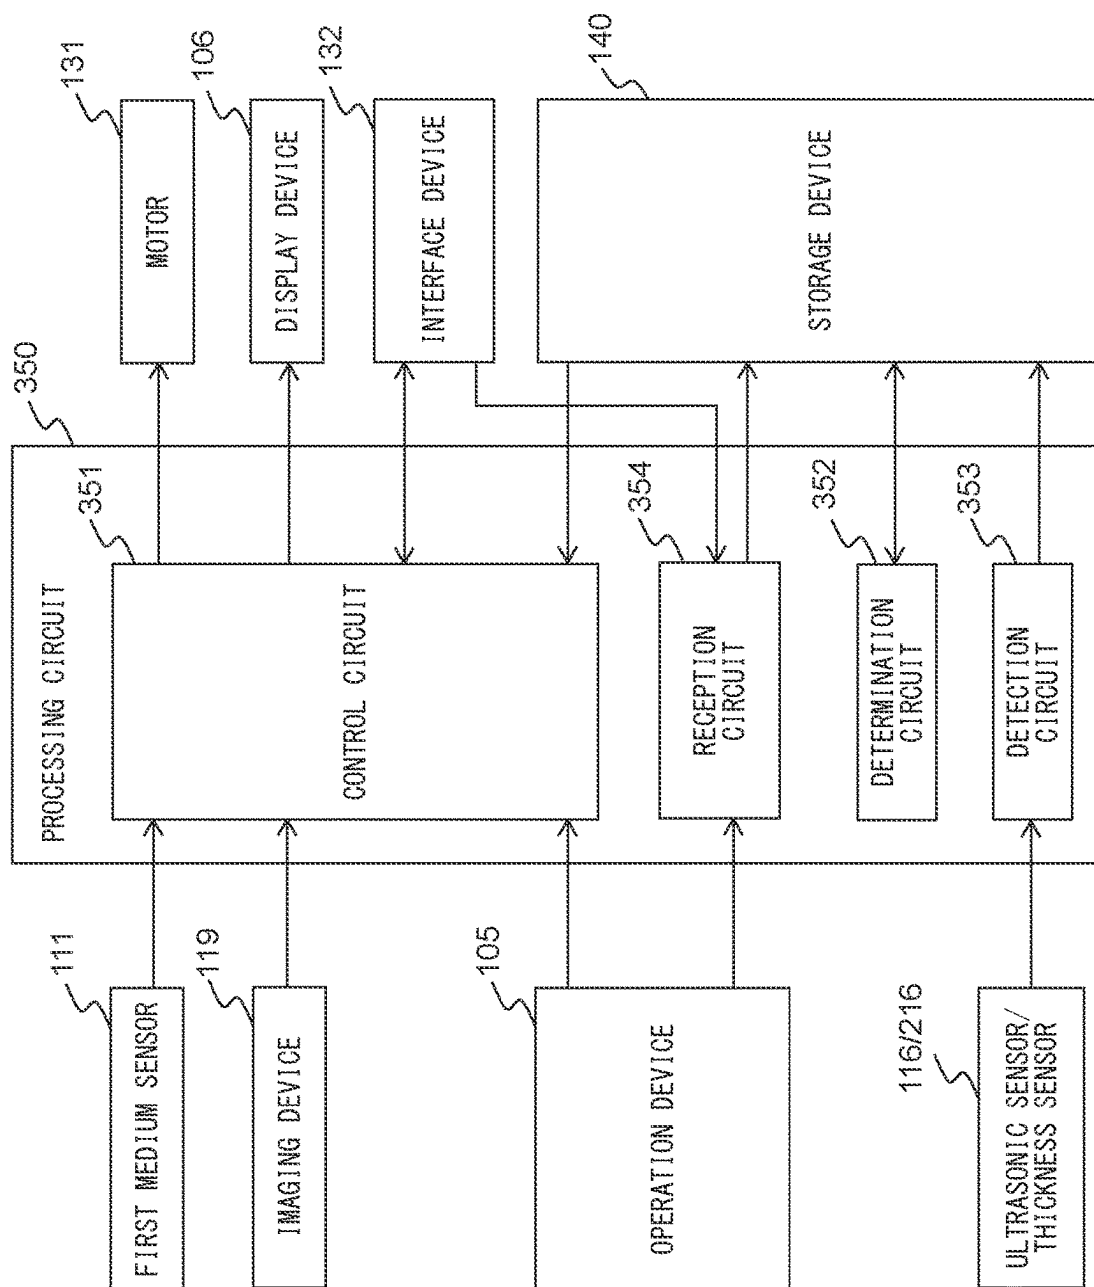 350
PROCESSING CIRCUIT
111
FIRST MEDIUM SENSOR
351
CONTROL CIRCUIT
131
MOTOR
119
IMAGING DEVICE
106
DISPLAY DEVICE
132
INTERFACE DEVICE
105
OPERATION DEVICE
354
RECEPTION
CIRCUIT
140
STORAGE DEVICE
352
DETERMINATION
CIRCUIT
116/216
ULTRASONIC SENSOR/
THICKNESS SENSOR
353
DETECTION
CIRCUIT